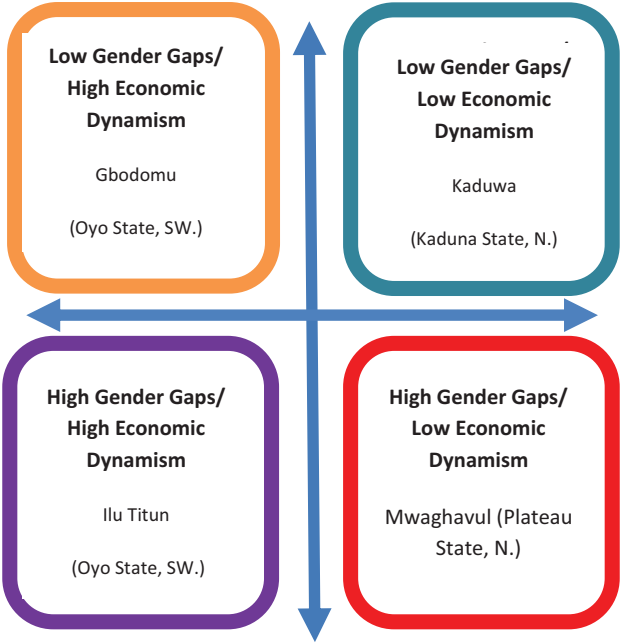 Low Gender Gaps/
High Economic
Dynamism
Gbodomu
(Oyo State, SW.)
Low Gender Gaps/
Low Economic
Dynamism
Kaduwa
(Kaduna State, N.)
High Gender Gaps/
High Economic
Dynamism
Ilu Titun
(Oyo State, SW.)
High Gender Gaps/
Low Economic
Dynamism
Mwaghavul (Plateau
State, N.)